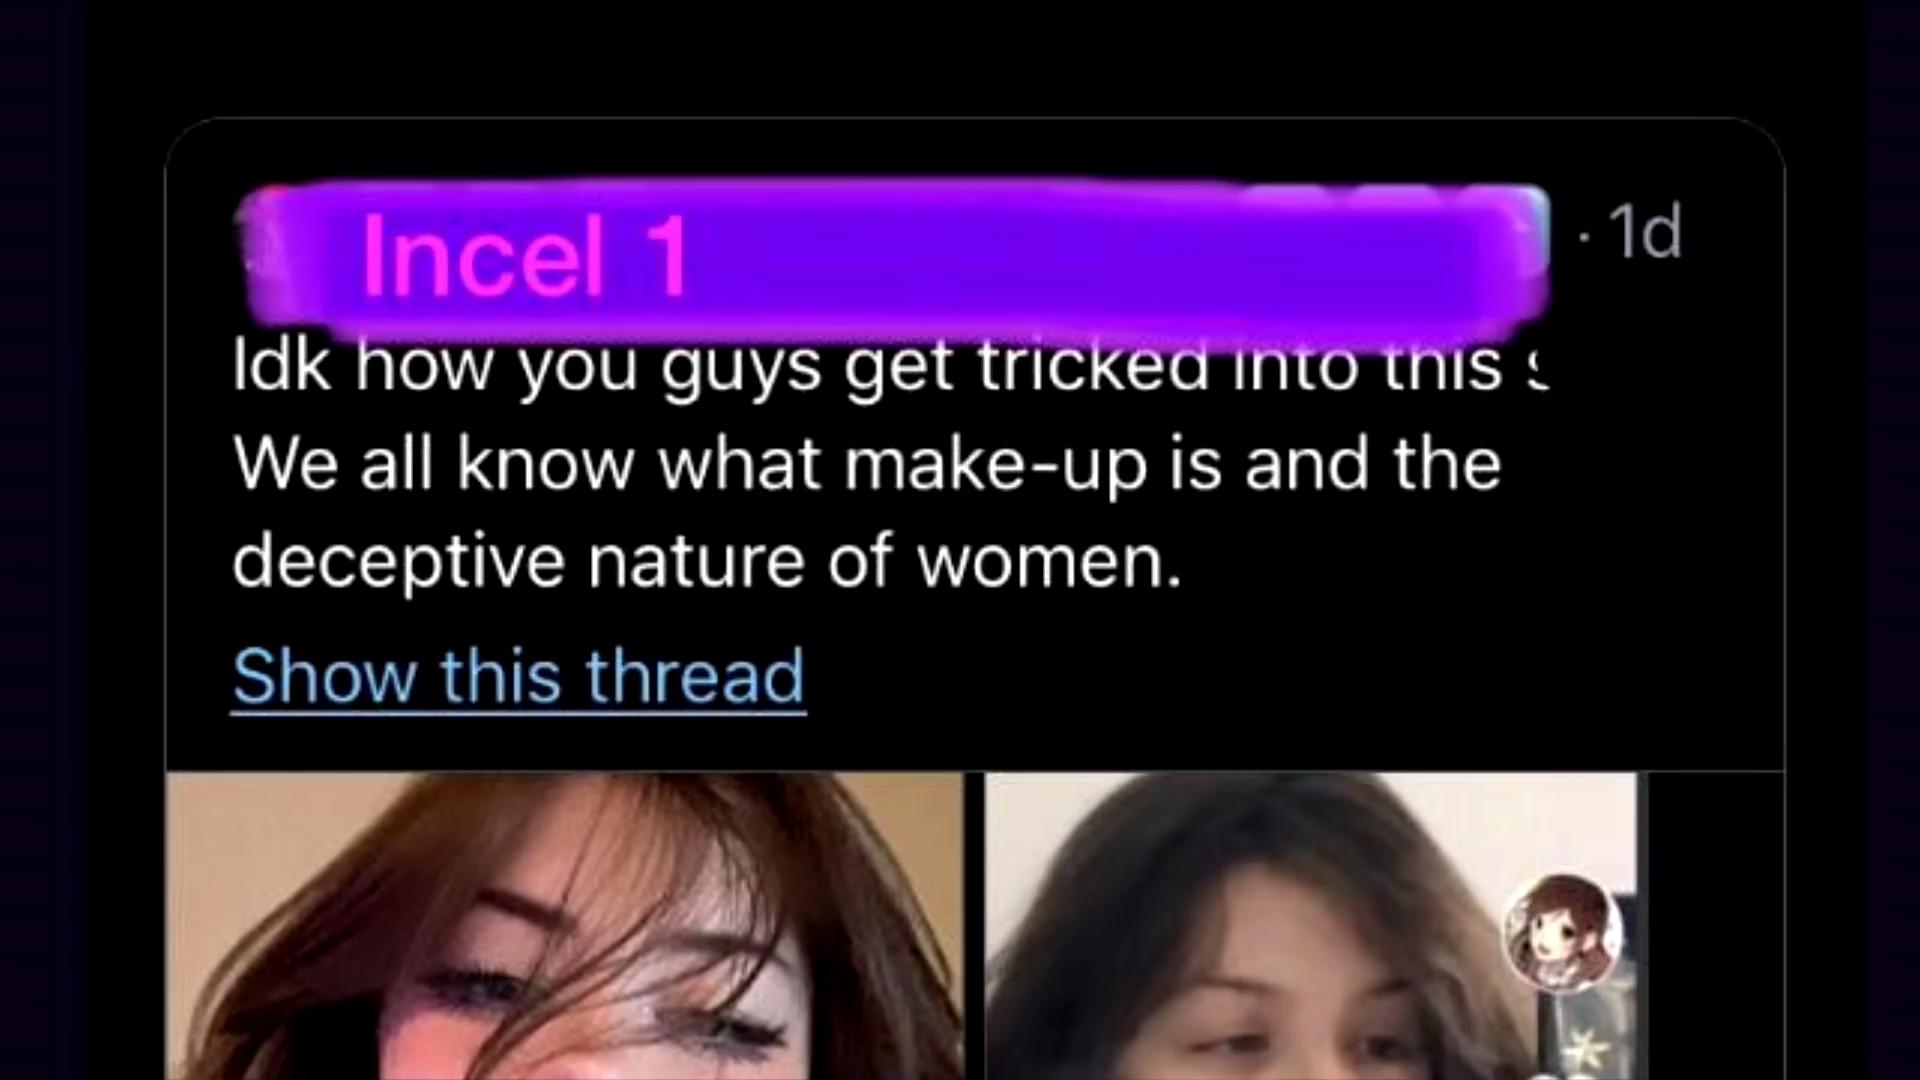 Incel 1
· 1d
Idk how you guys get tricked into this
We all know what make-up is and the
deceptive nature of women.
Show this thread